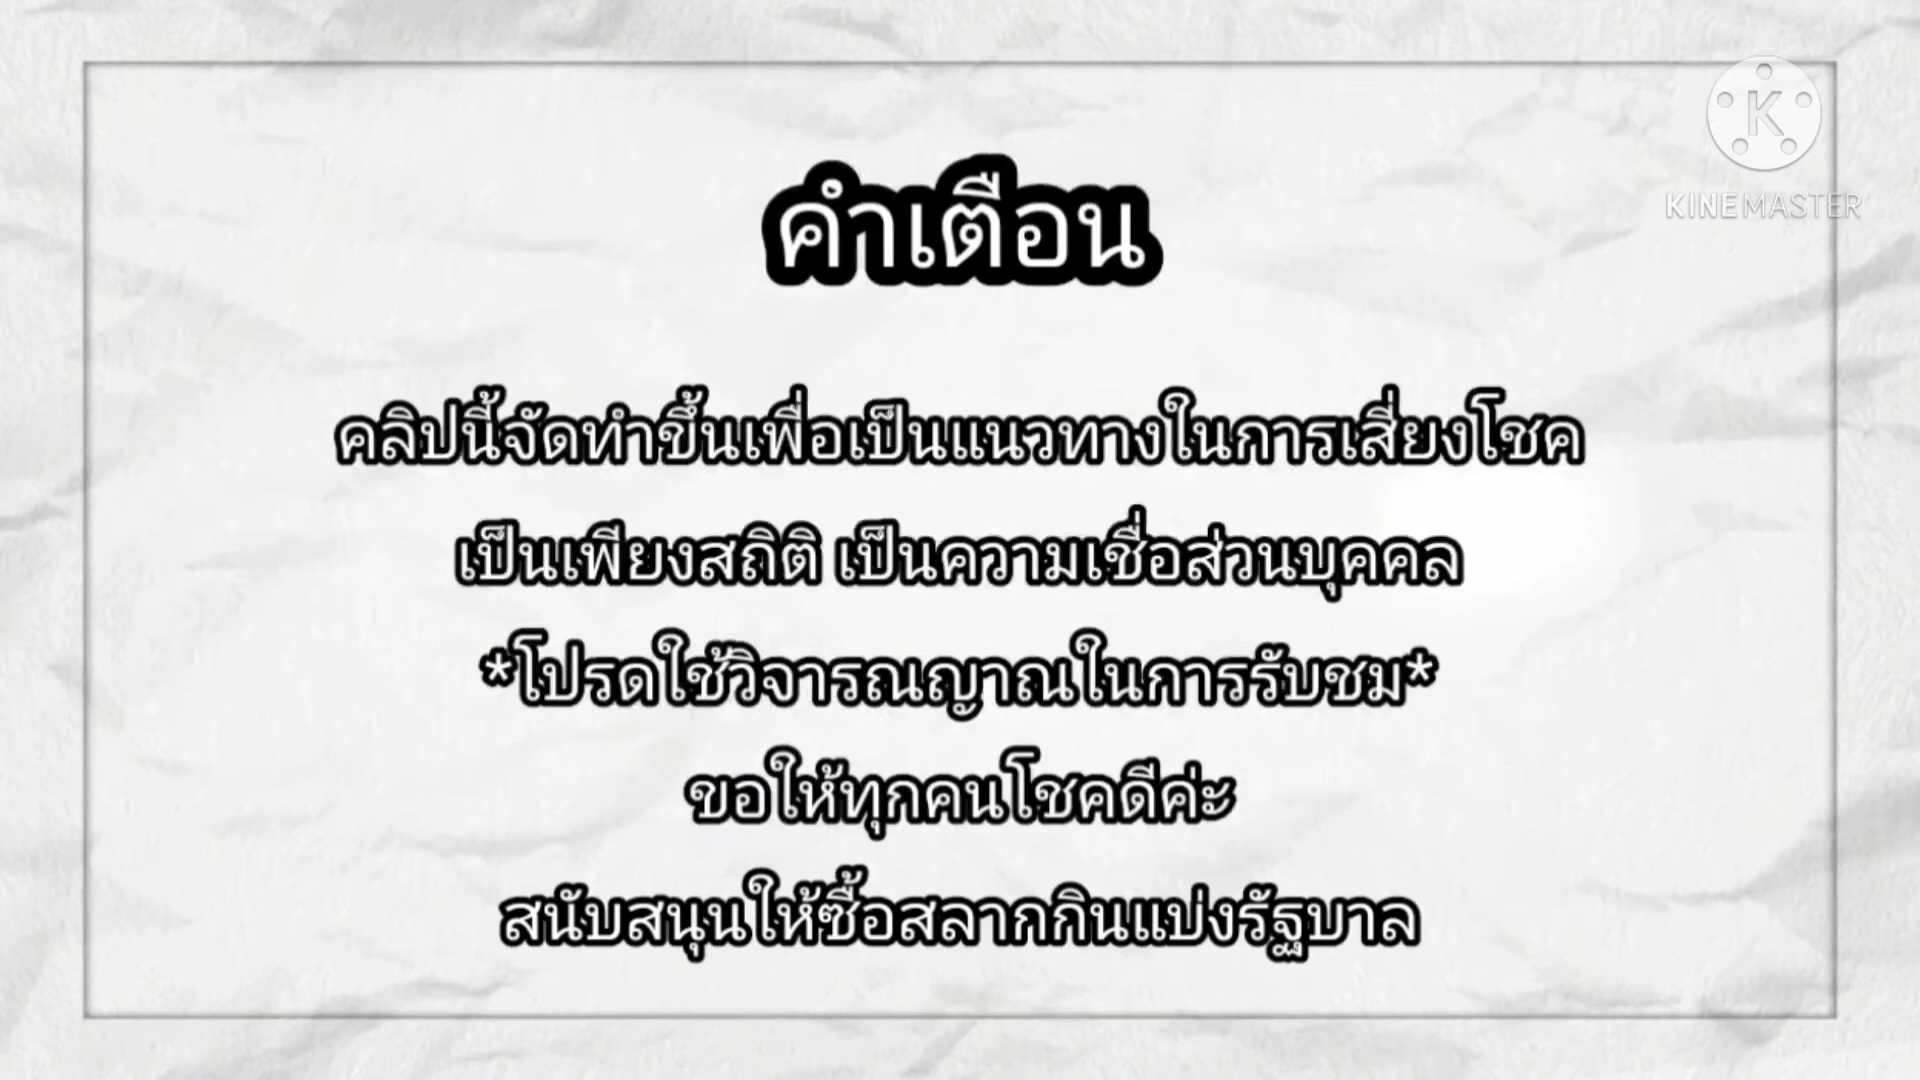 คำเตือน
KINEMASTER
คลิปนี้จัดทำขึ้นเพื่อเป็นแนวทางในการเสี่ยงโชค
เป็นเพียงสถิติ เป็นความเชื่อส่วนบุคคล
*โปรดใช้วิจารณญาณในการรับชม*
ขอให้ทุกคนโชคดีค่ะ
สนับสนุนให้ซื้อสลากกินแบ่งรัฐบาล